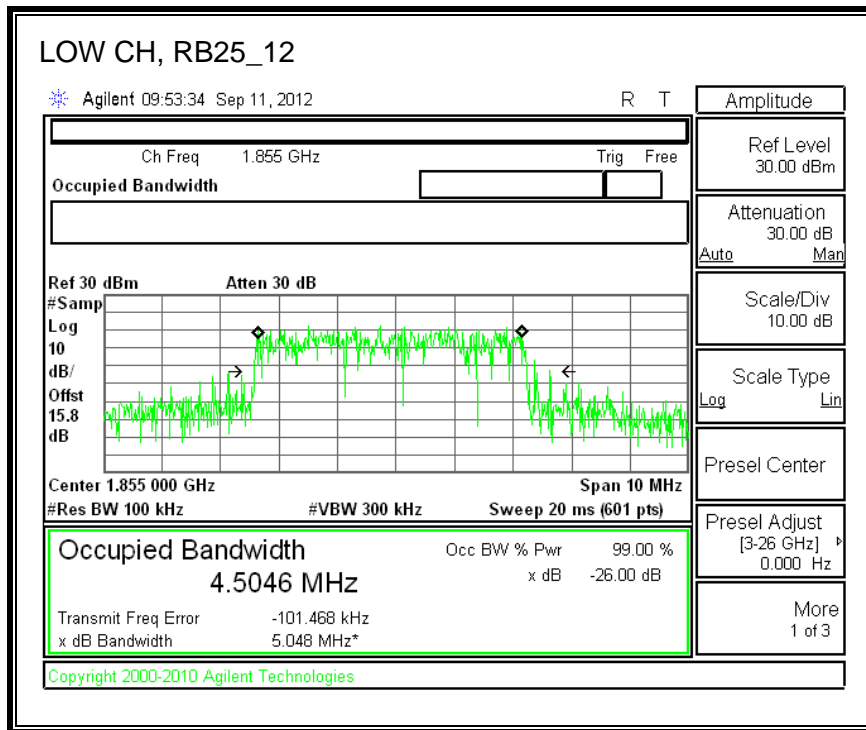 LOW CH, RB25_12
Agilent 09:53:34 Sep 11, 2012 R T
Ch Freq 1.855 GHz Trig Free
Occupied Bandwidth
Ref 30 dBm Atten 30 dB
#Samp
Log
10
dB/
Offst
15.8
dB
Center 1.855 000 GHz Span 10 MHz
#Res BW 100 kHz #VBW 300 kHz Sweep 20 ms (601 pts)
Occupied Bandwidth Occ BW % Pwr 99.00 %
4.5046 MHz x dB -26.00 dB
Transmit Freq Error -101.468 kHz
x dB Bandwidth 5.048 MHz*
Copyright 2000-2010 Agilent Technologies
Amplitude
Ref Level
30.00 dBm
Attenuation
30.00 dB
Auto Man
Scale/Div
10.00 dB
Scale Type
Log Lin
Presel Center
Presel Adjust
[3-26 GHz]
0.000 Hz
More
1 of 3